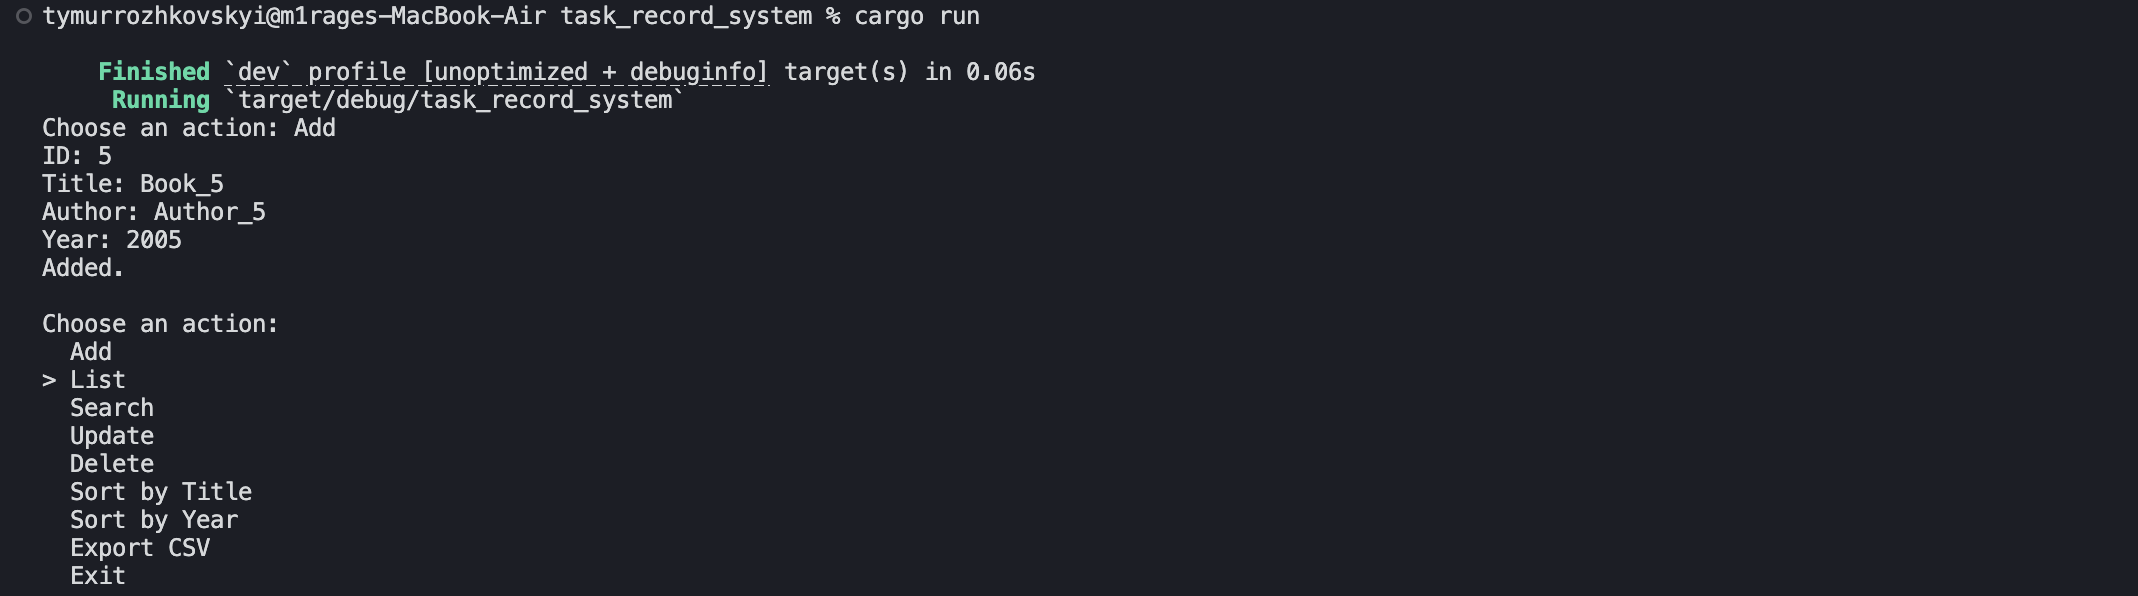 tymurrozhkovskyi@m1rages-MacBook-Air task_record_system % cargo run
Finished `dev` profile [unoptimized + debuginfo] target(s) in 0.06s
Running `target/debug/task_record_system`
Choose an action: Add
ID: 5
Title: Book_5
Author: Author_5
Year: 2005
Added.
Choose an action:
Add
> List
Search
Update
Delete
Sort by Title
Sort by Year
Export CSV
Exit